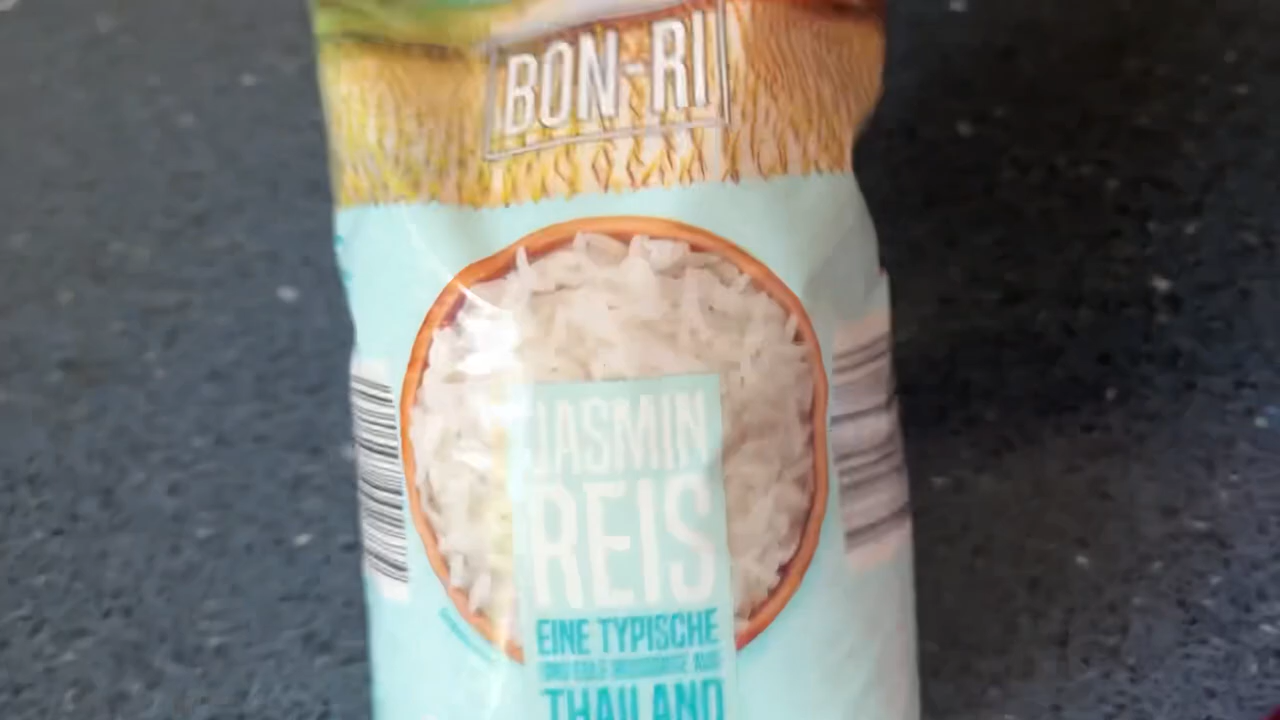 BON-RI
JASMIN
REIS
EINE TYPISCHE
THAILAND